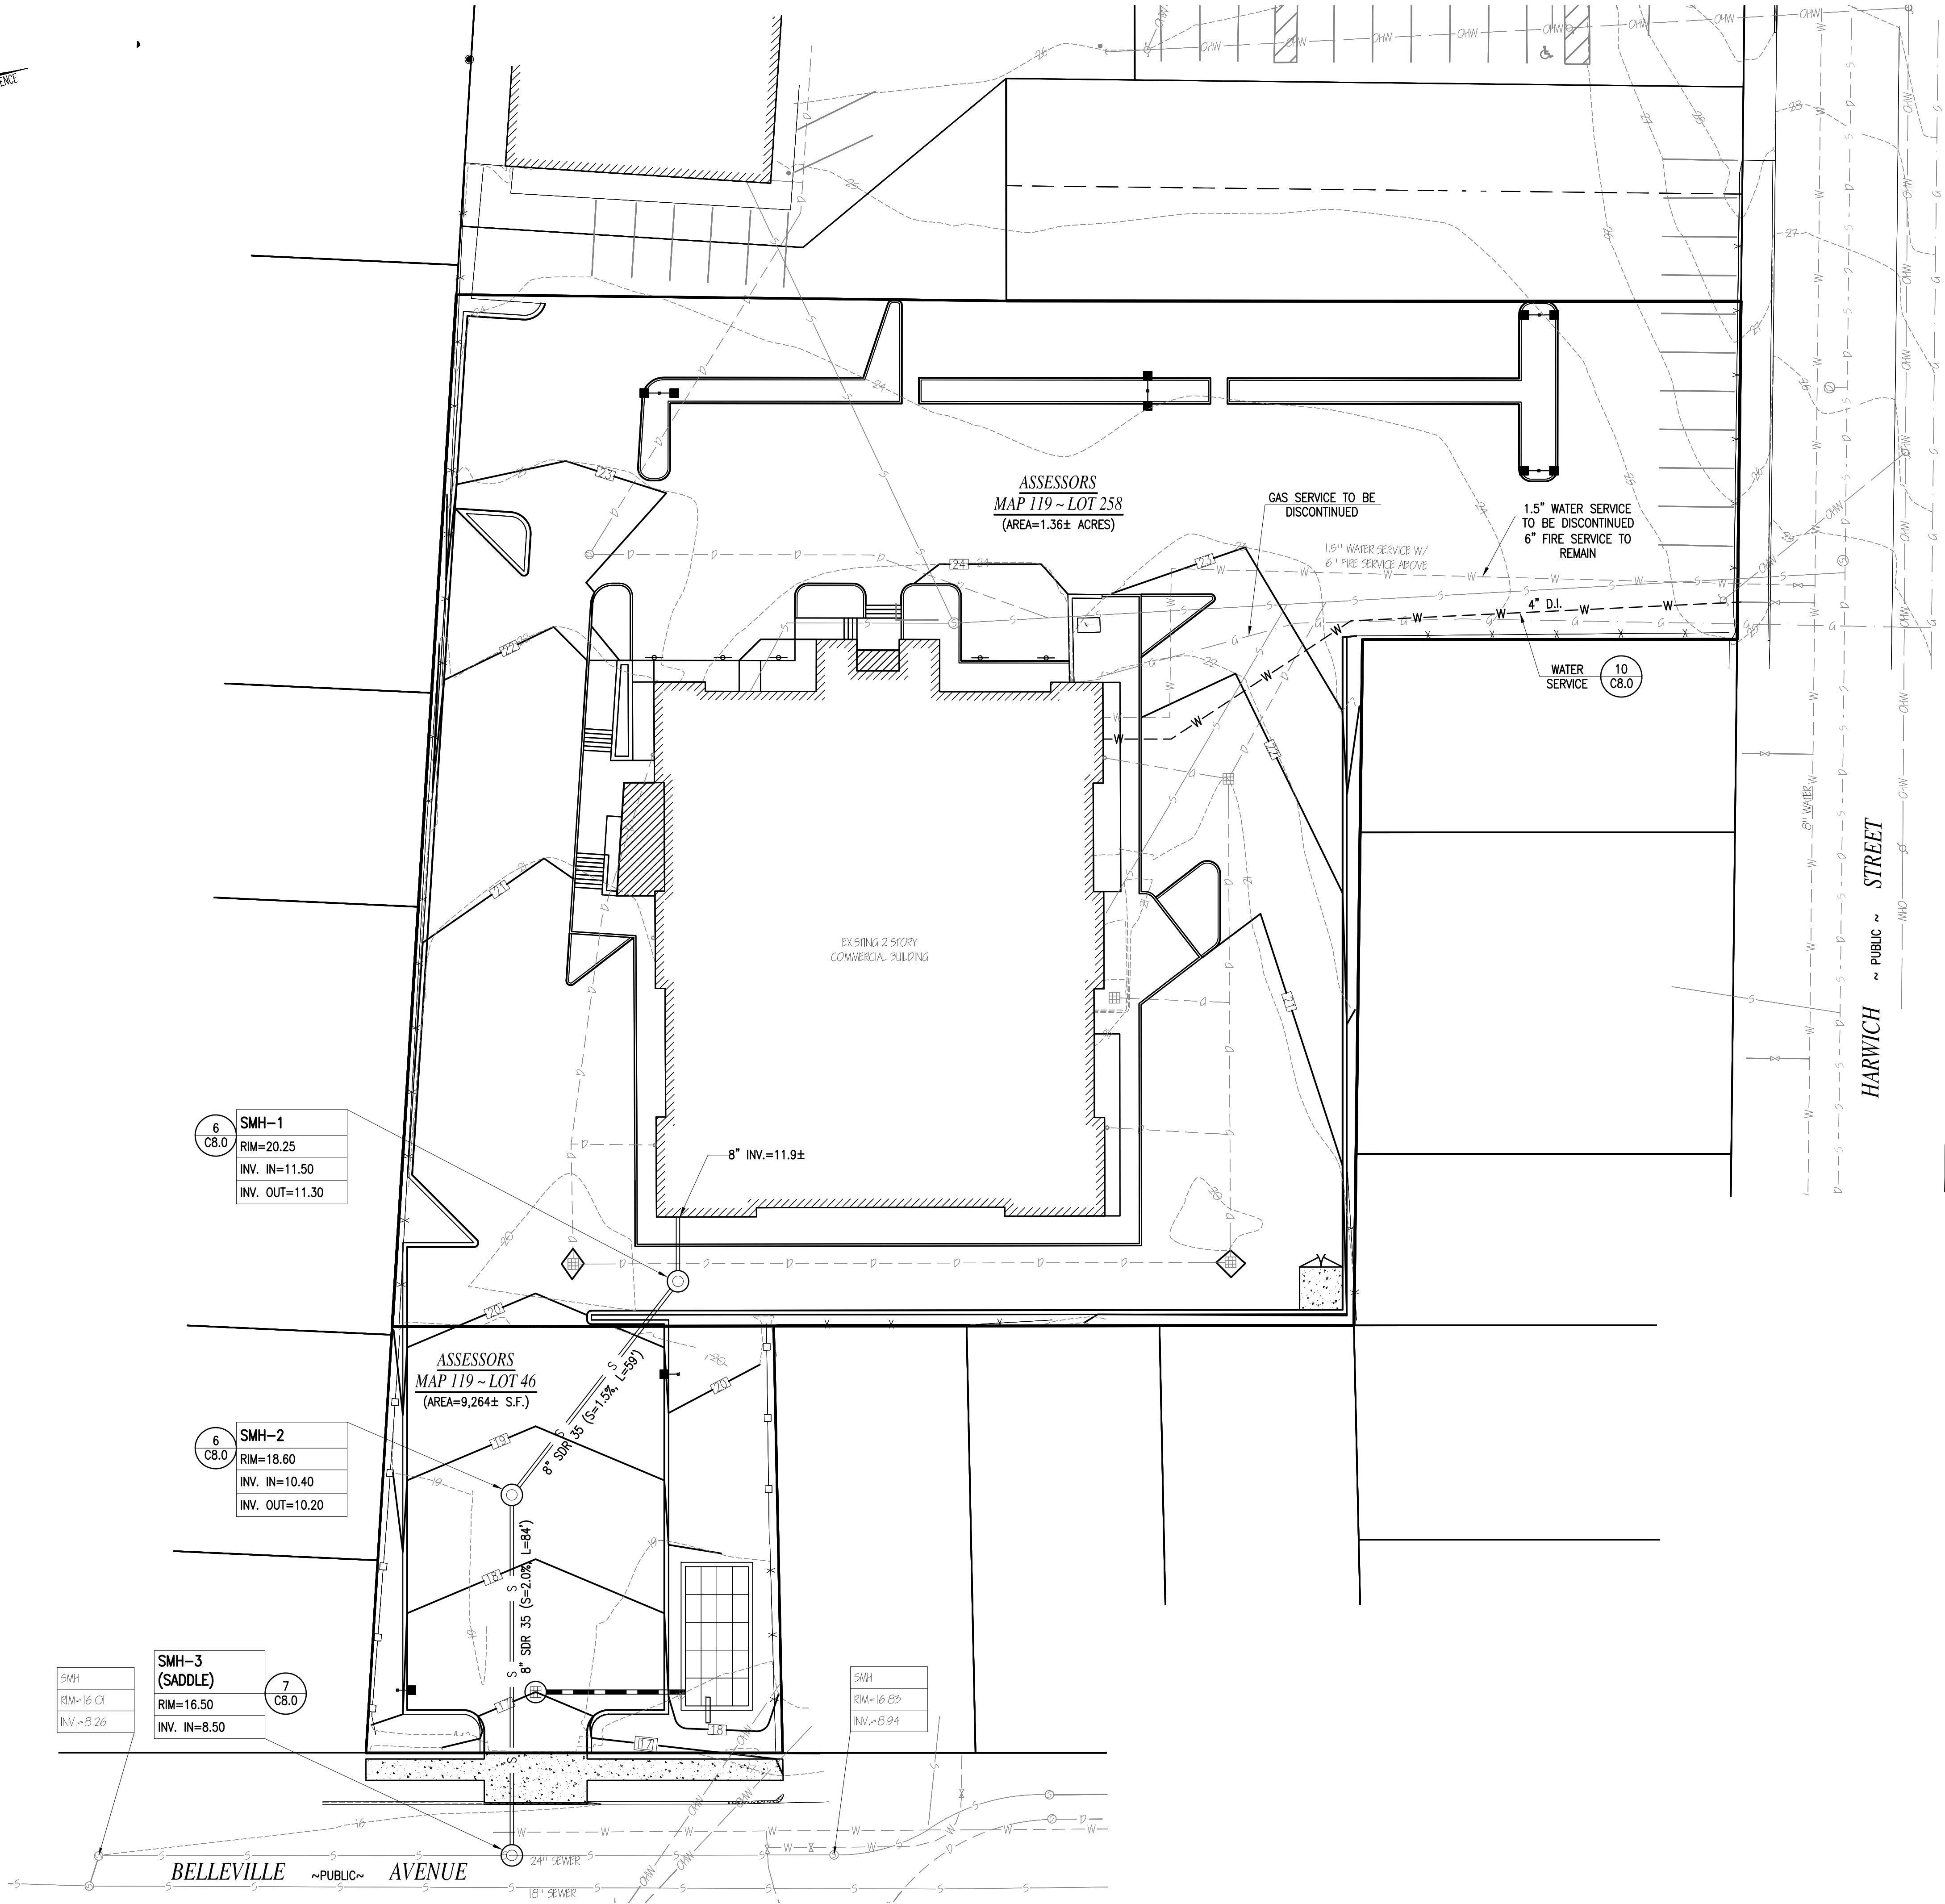 ENCE
ASSESSORS
MAP 119 ~ LOT 258
(AREA=1.36± ACRES)
GAS SERVICE TO BE
DISCONTINUED
1.5" WATER SERVICE W/
6" FIRE SERVICE ABOVE
1.5" WATER SERVICE
TO BE DISCONTINUED
6" FIRE SERVICE TO
REMAIN
4" D.I.
WATER
SERVICE
10
C8.0
8" WATER
HARWICH ~ PUBLIC ~ STREET
EXISTING 2 STORY
COMMERCIAL BUILDING
6
C8.0
SMH-1
RIM=20.25
INV. IN=11.50
INV. OUT=11.30
8" INV.=11.9±
ASSESSORS
MAP 119 ~ LOT 46
(AREA=9,264± S.F.)
8" SDR 35 (S=1.5%, L=59')
6
C8.0
SMH-2
RIM=18.60
INV. IN=10.40
INV. OUT=10.20
8" SDR 35 (S=2.0%, L=84')
SMH
RIM=16.01
INV.=8.26
SMH-3
(SADDLE)
RIM=16.50
INV. IN=8.50
7
C8.0
SMH
RIM=16.83
INV.=8.94
24" SEWER
BELLEVILLE ~PUBLIC~ AVENUE
18" SEWER